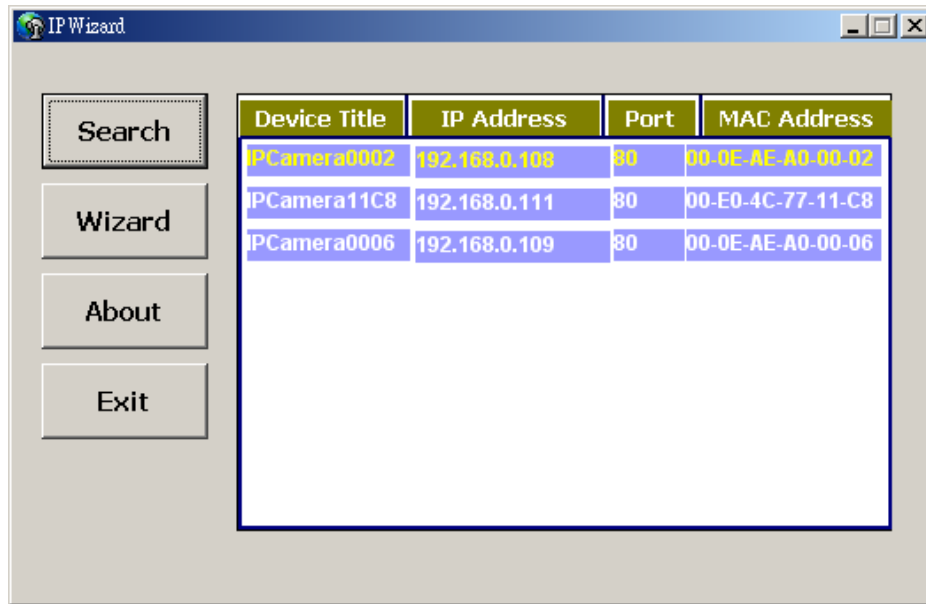 IP Wizard
Search
Wizard
About
Exit
Device Title IP Address Port MAC Address
IPCamera0002 192.168.0.108 80 00-0E-AE-A0-00-02
IPCamera11C8 192.168.0.111 80 00-E0-4C-77-11-C8
IPCamera0006 192.168.0.109 80 00-0E-AE-A0-00-06